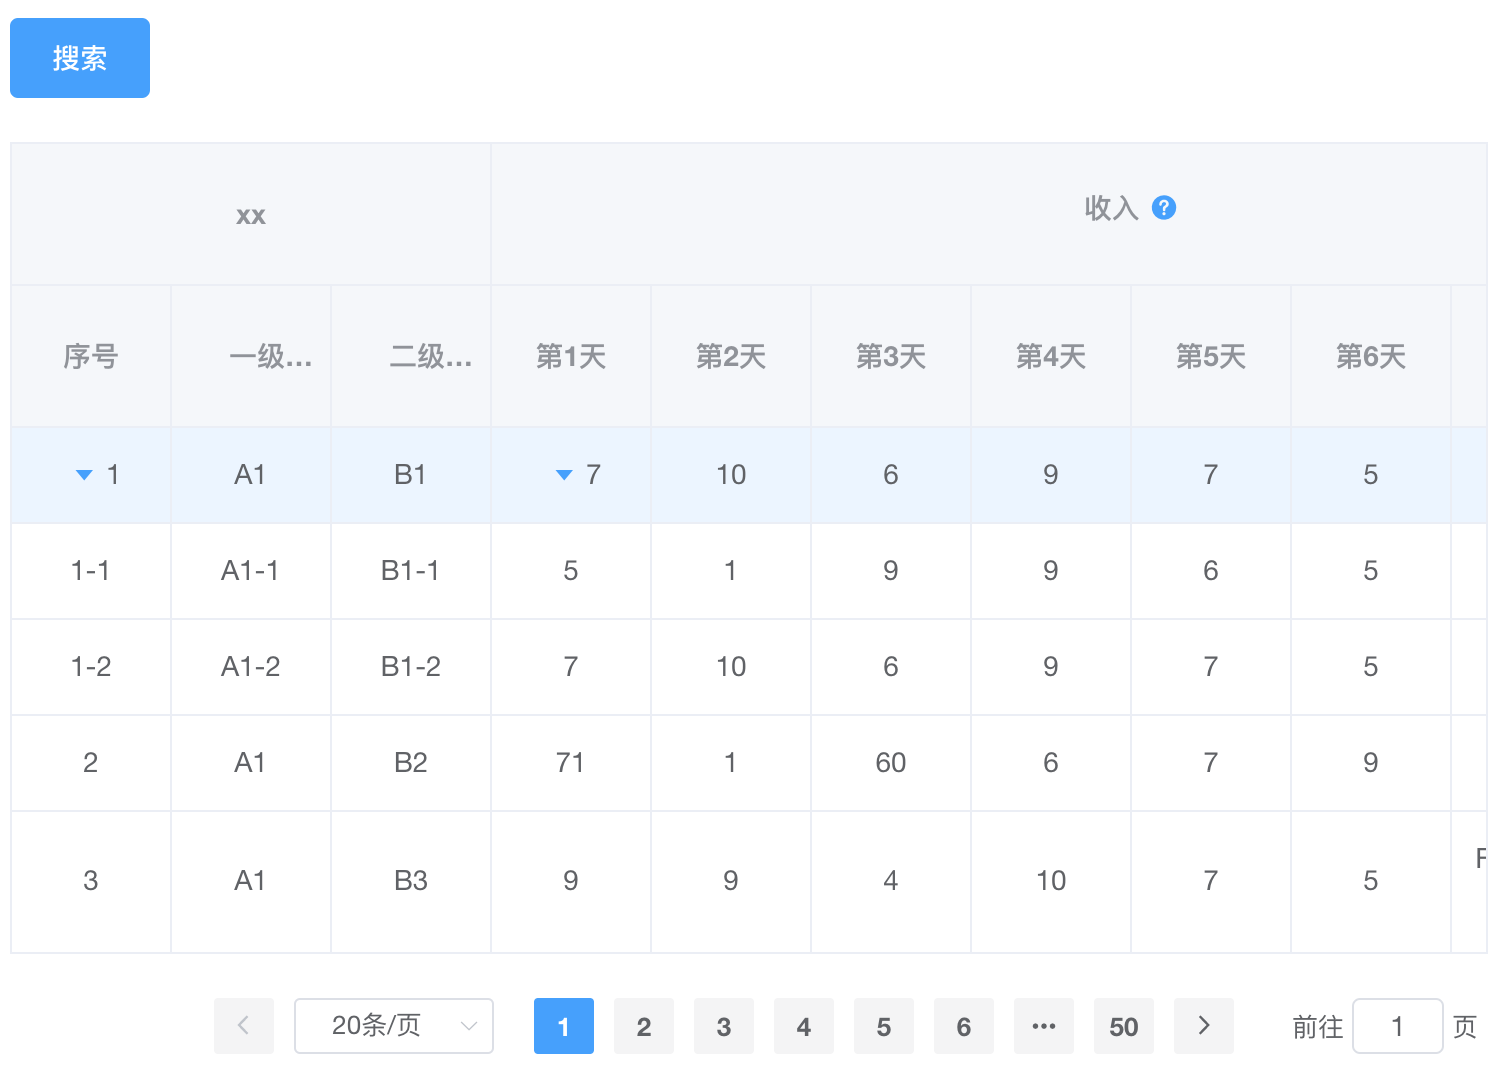 搜索
xx 收入 ?
序号 一级... 二级... 第1天 第2天 第3天 第4天 第5天 第6天
1 A1 B1 7 10 6 9 7 5
1-1 A1-1 B1-1 5 1 9 9 6 5
1-2 A1-2 B1-2 7 10 6 9 7 5
2 A1 B2 71 1 60 6 7 9
3 A1 B3 9 9 4 10 7 5
20条/页 1 2 3 4 5 6 ... 50 前往 1 页